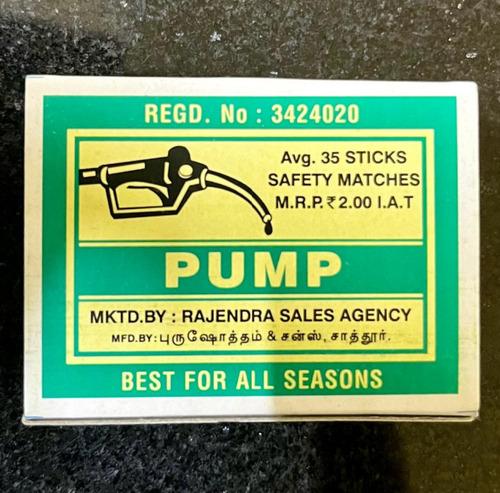 REGD. No : 3424020
Avg. 35 STICKS
SAFETY MATCHES
M.R.P. ₹ 2.00 I.A.T
PUMP
MKTD.BY : RAJENDRA SALES AGENCY
MFD.BY: புருஷோத்தம் & சன்ஸ், சாத்தூர்.
BEST FOR ALL SEASONS